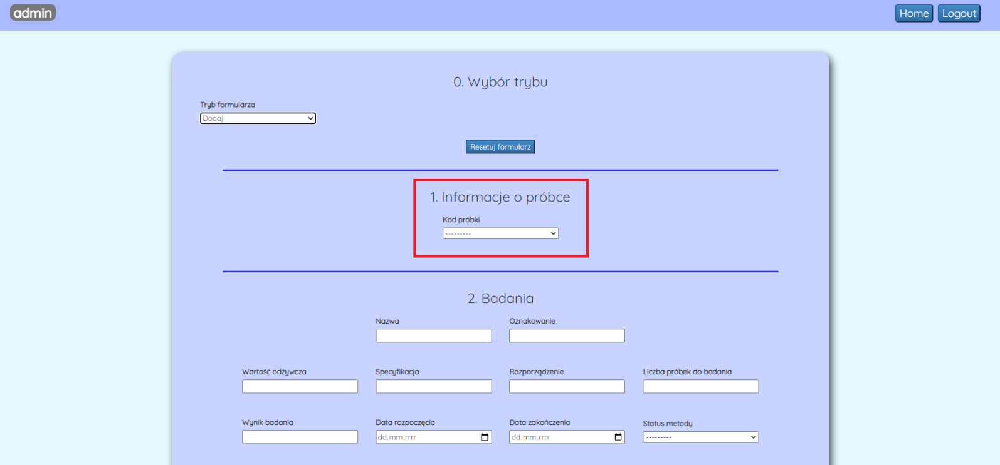 admin
Home Logout
0. Wybór trybu
Tryb formularza
Dodaj
Resetuj formularz
1. Informacje o próbce
Kod próbki
---------
2. Badania
Nazwa Oznakowanie
Wartość odżywcza Specyfikacja Rozporządzenie Liczba próbek do badania
Wynik badania Data rozpoczęcia Data zakończenia Status metody
dd.mm.rrrr dd.mm.rrrr ---------